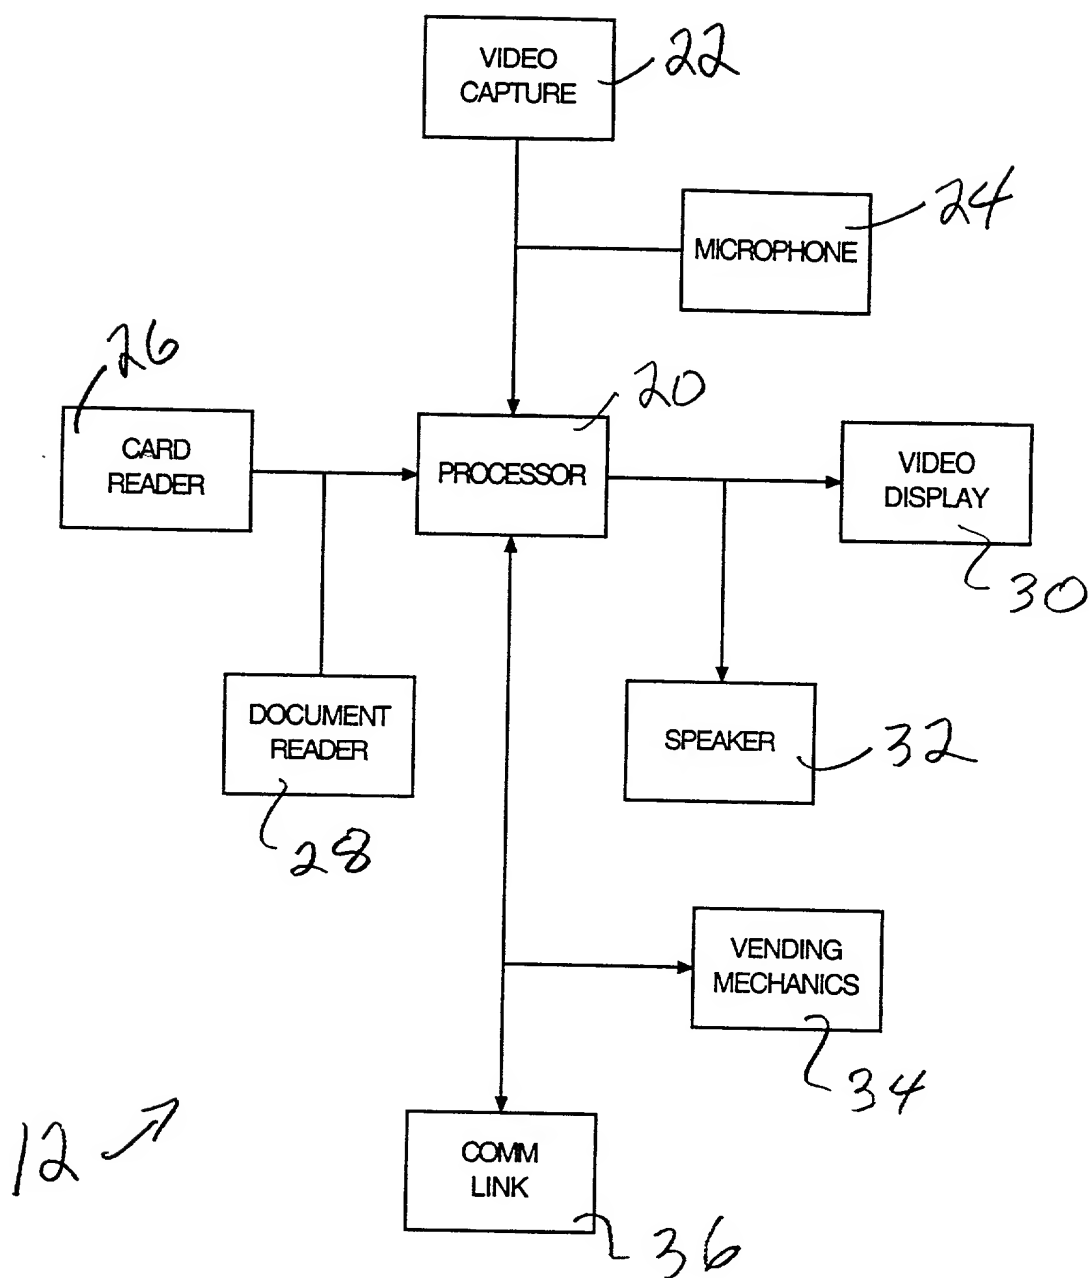 VIDEO
CAPTURE
22
MICROPHONE
24
26
CARD
READER
20
PROCESSOR
VIDEO
DISPLAY
30
DOCUMENT
READER
28
SPEAKER
32
VENDING
MECHANICS
34
12
COMM
LINK
36